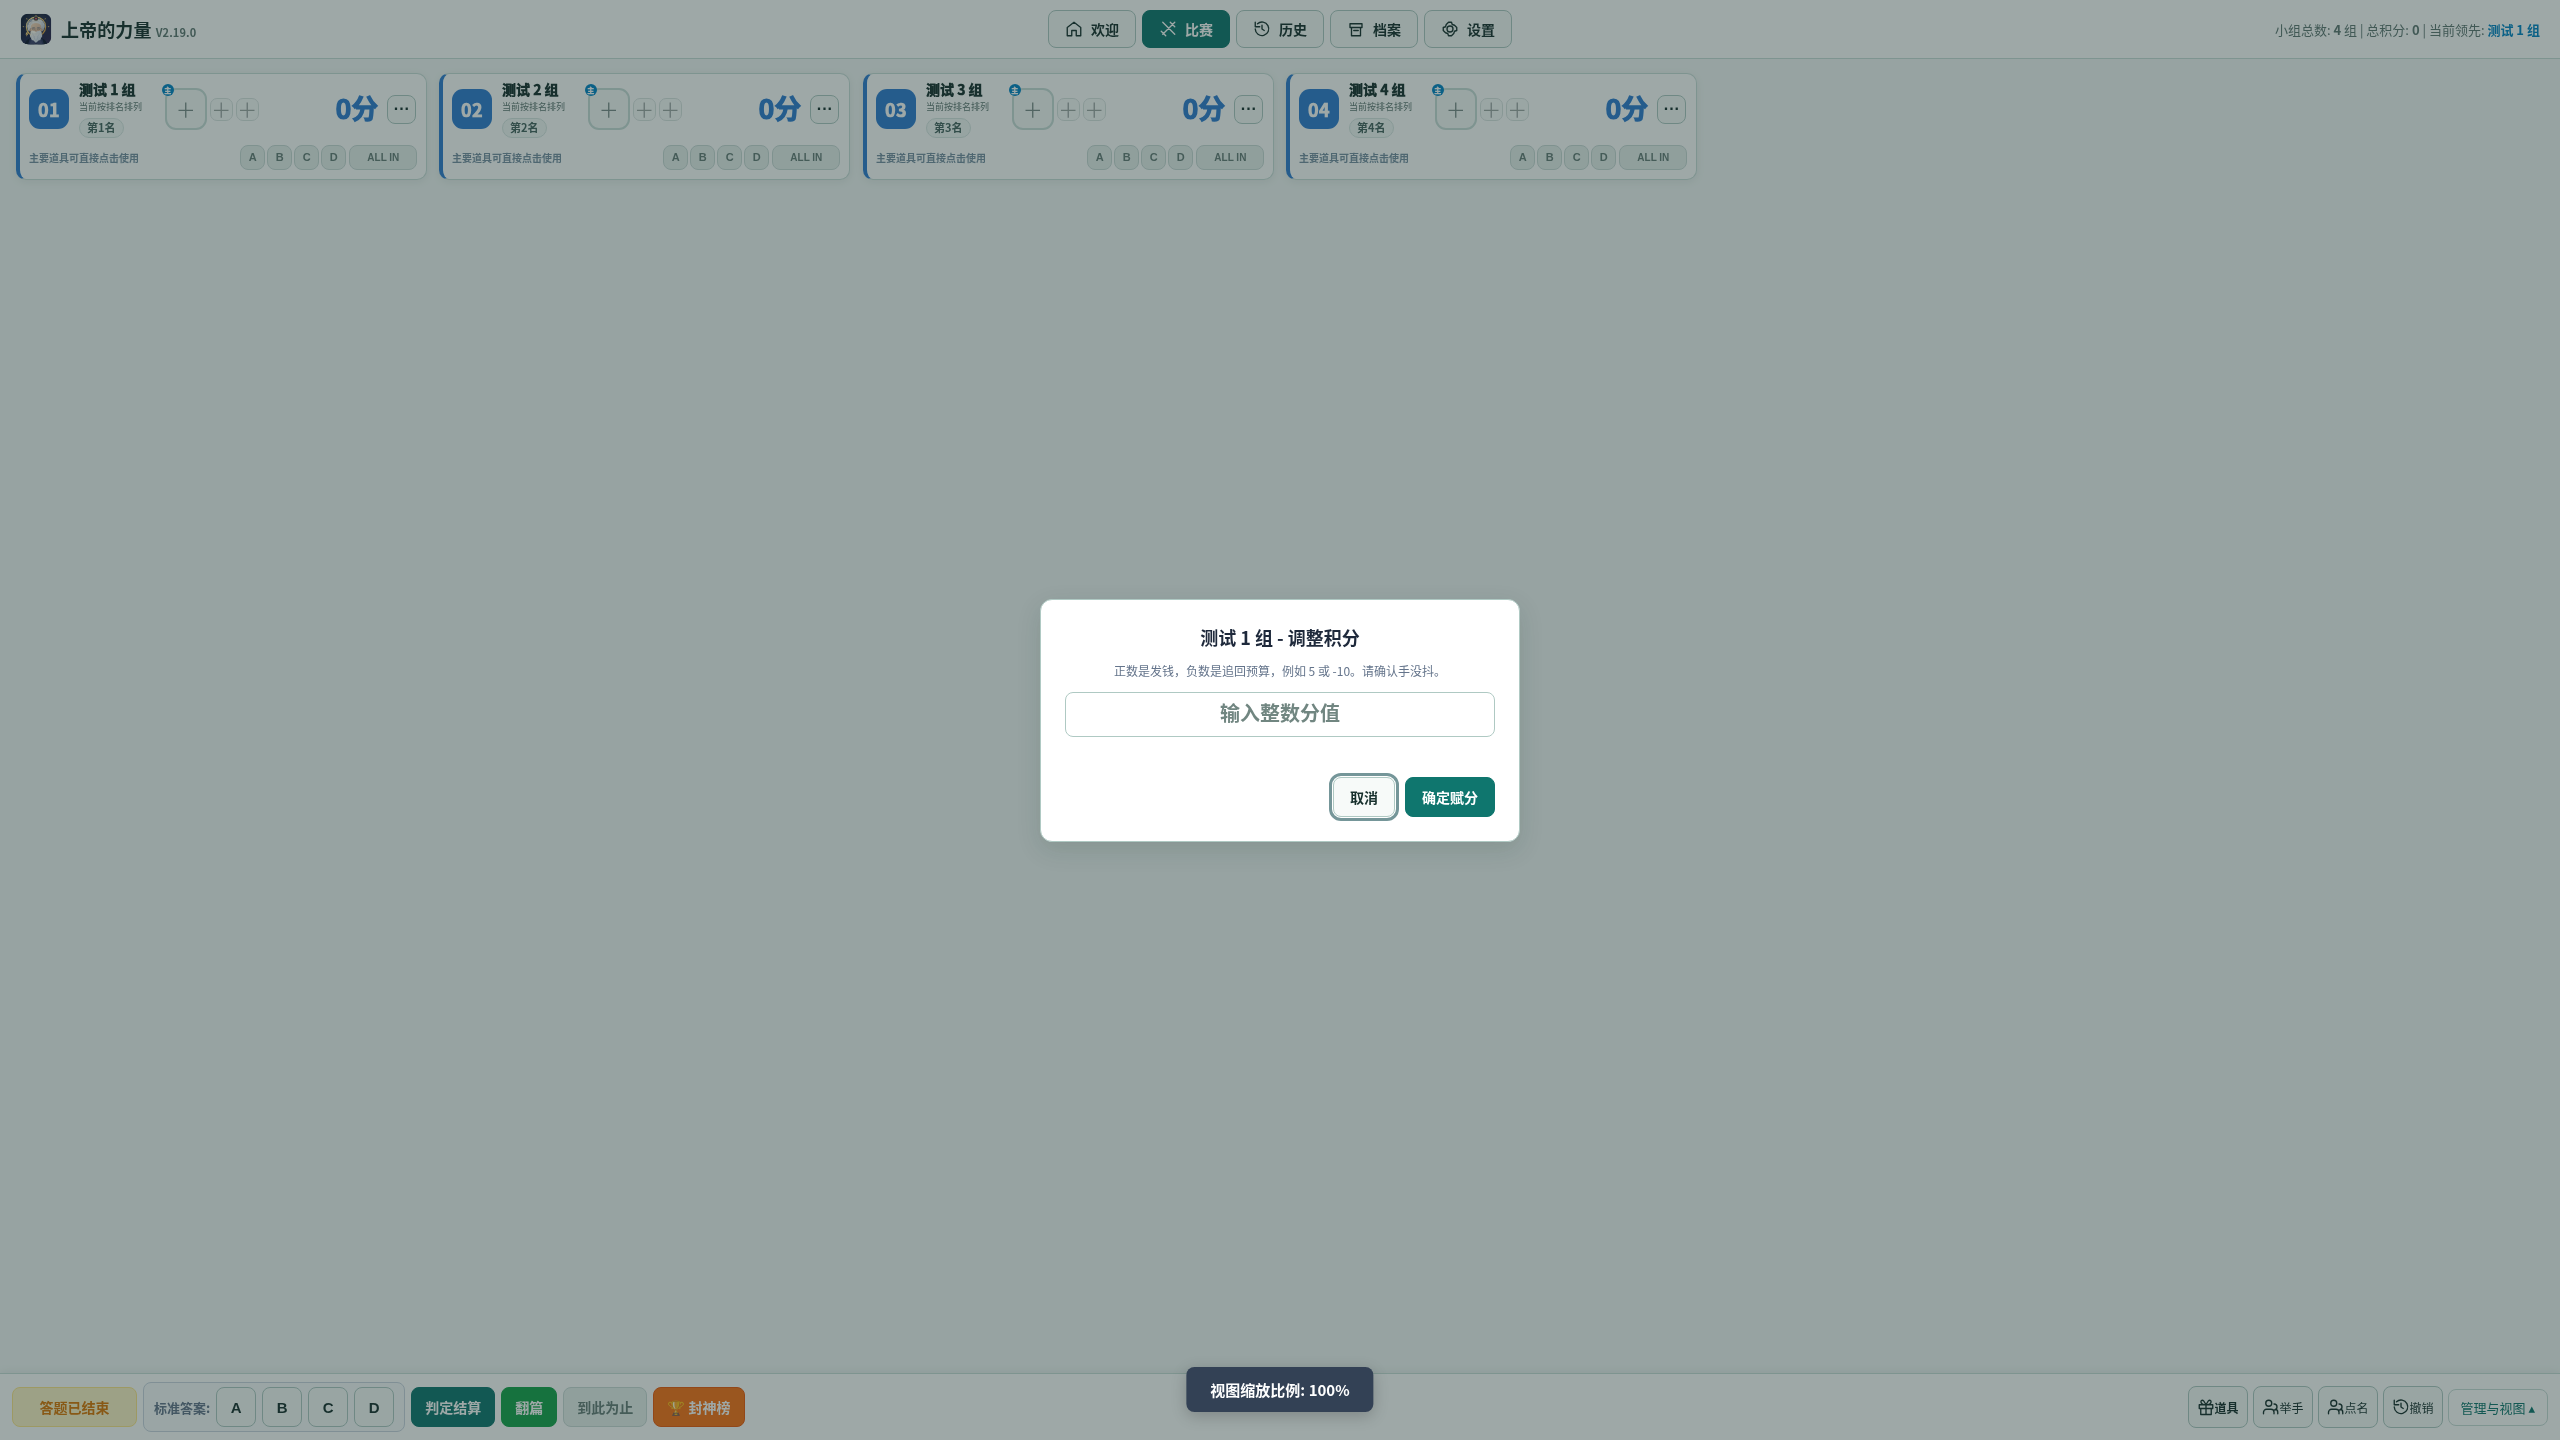 上帝的力量 V2.19.0
欢迎 比赛 历史 档案 设置
小组总数: 4 组 | 总积分: 0 | 当前领先: 测试 1 组
01 测试 1 组 主 0分 ...
当前按排名排列
第1名
主要道具可直接点击使用 A B C D ALL IN
02 测试 2 组 主 0分 ...
当前按排名排列
第2名
主要道具可直接点击使用 A B C D ALL IN
03 测试 3 组 主 0分 ...
当前按排名排列
第3名
主要道具可直接点击使用 A B C D ALL IN
04 测试 4 组 主 0分 ...
当前按排名排列
第4名
主要道具可直接点击使用 A B C D ALL IN
测试 1 组 - 调整积分
正数是发钱，负数是追回预算，例如 5 或 -10。请确认手没抖。
输入整数分值
取消 确定赋分
视图缩放比例: 100%
答题已结束 标准答案: A B C D 判定结算 翻篇 到此为止 🏆 封神榜
道具 举手 点名 撤销 管理与视图 ▴